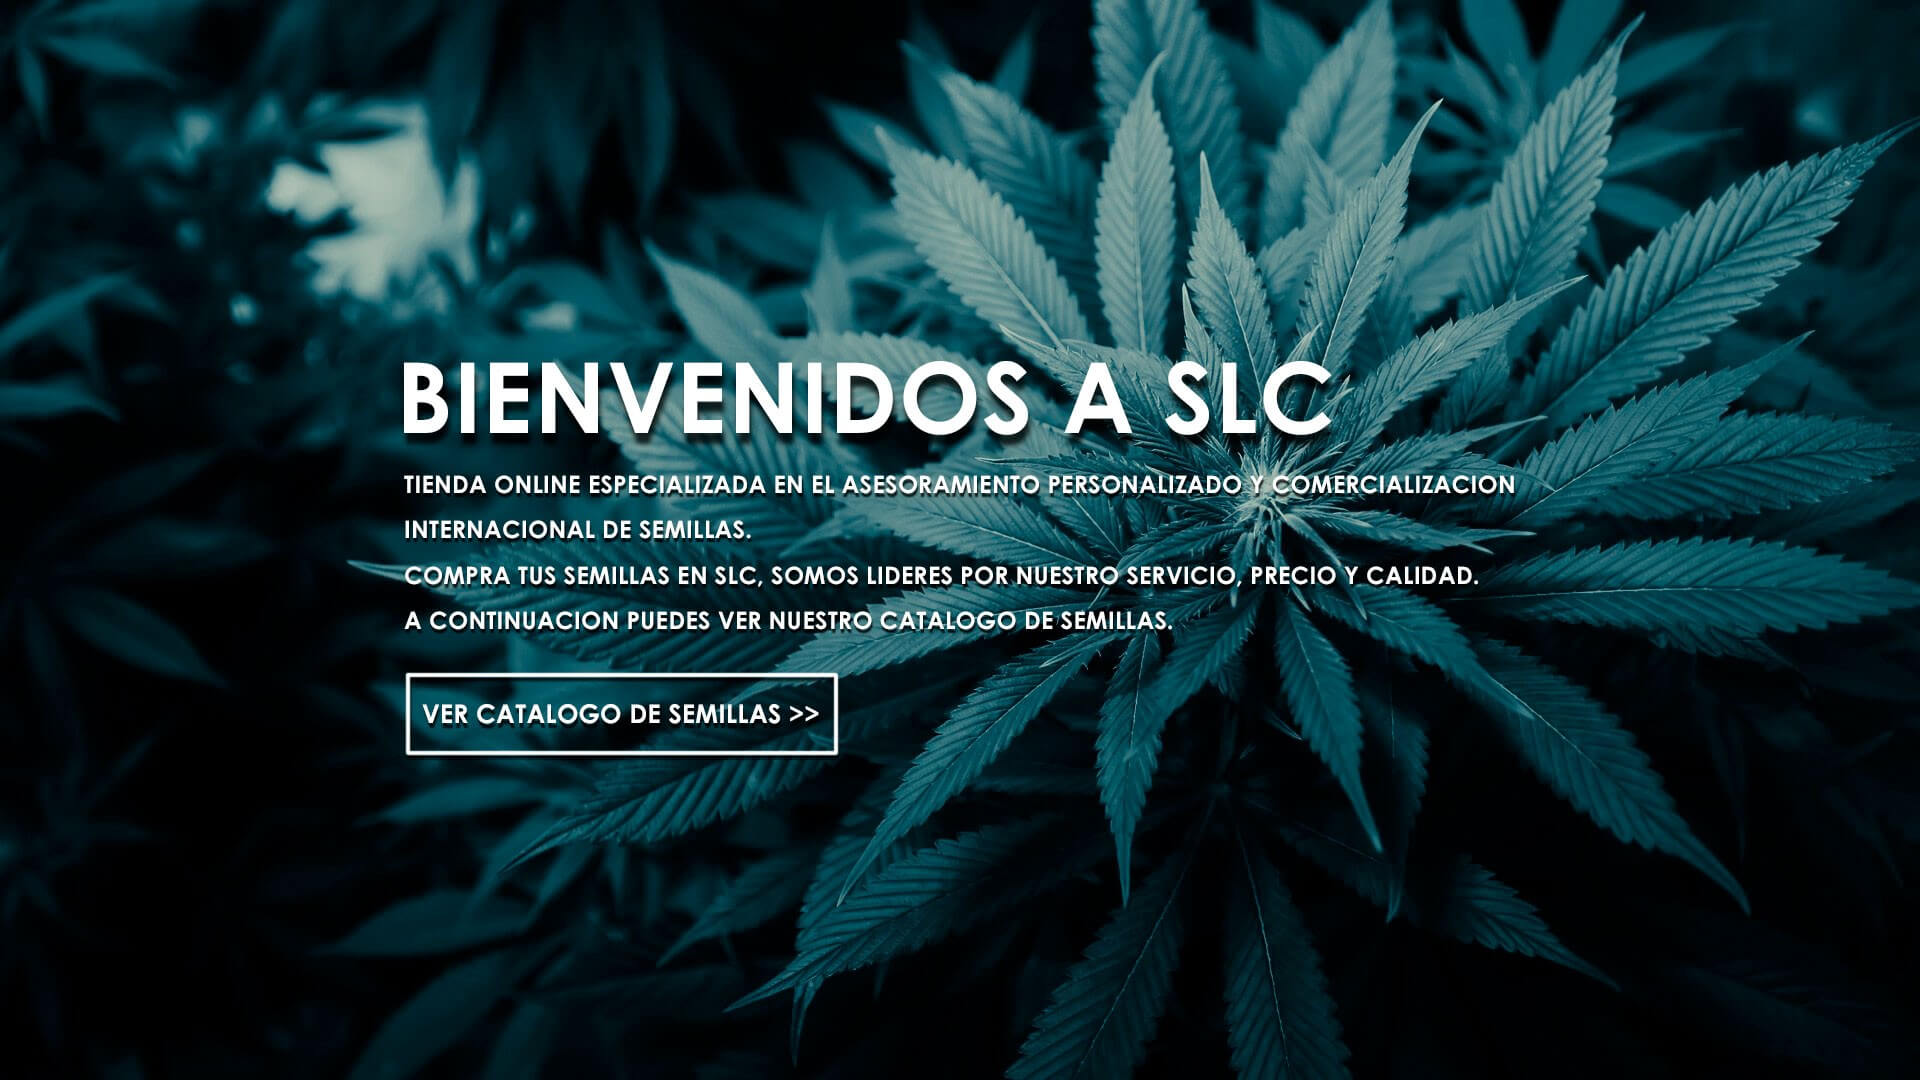 BIENVENIDOS A SLC
TIENDA ONLINE ESPECIALIZADA EN EL ASESORAMIENTO PERSONALIZADO Y COMERCIALIZACION
INTERNACIONAL DE SEMILLAS.
COMPRA TUS SEMILLAS EN SLC, SOMOS LIDERES POR NUESTRO SERVICIO, PRECIO Y CALIDAD.
A CONTINUACION PUEDES VER NUESTRO CATALOGO DE SEMILLAS.
VER CATALOGO DE SEMILLAS >>